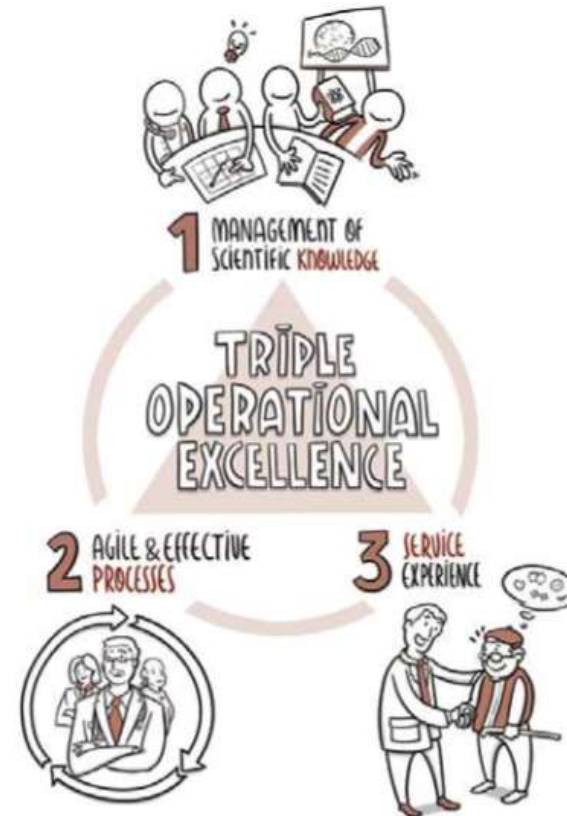 1 MANAGEMENT OF
SCIENTIFIC KNOWLEDGE
TRIPLE
OPERATIONAL
EXCELLENCE
2 AGILE & EFFECTIVE
PROCESSES
3 SERVICE
EXPERIENCE